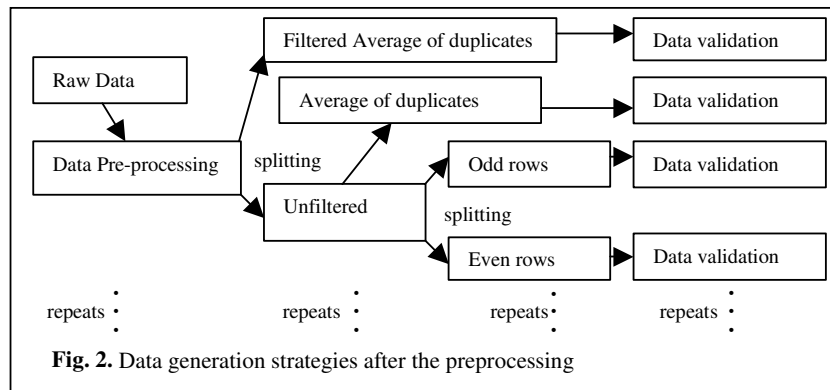 Filtered Average of duplicates
Data validation
Raw Data
Average of duplicates
Data validation
Data Pre-processing
splitting
Odd rows
Data validation
Unfiltered
splitting
Even rows
Data validation
repeats
repeats
repeats
repeats
Fig. 2. Data generation strategies after the preprocessing